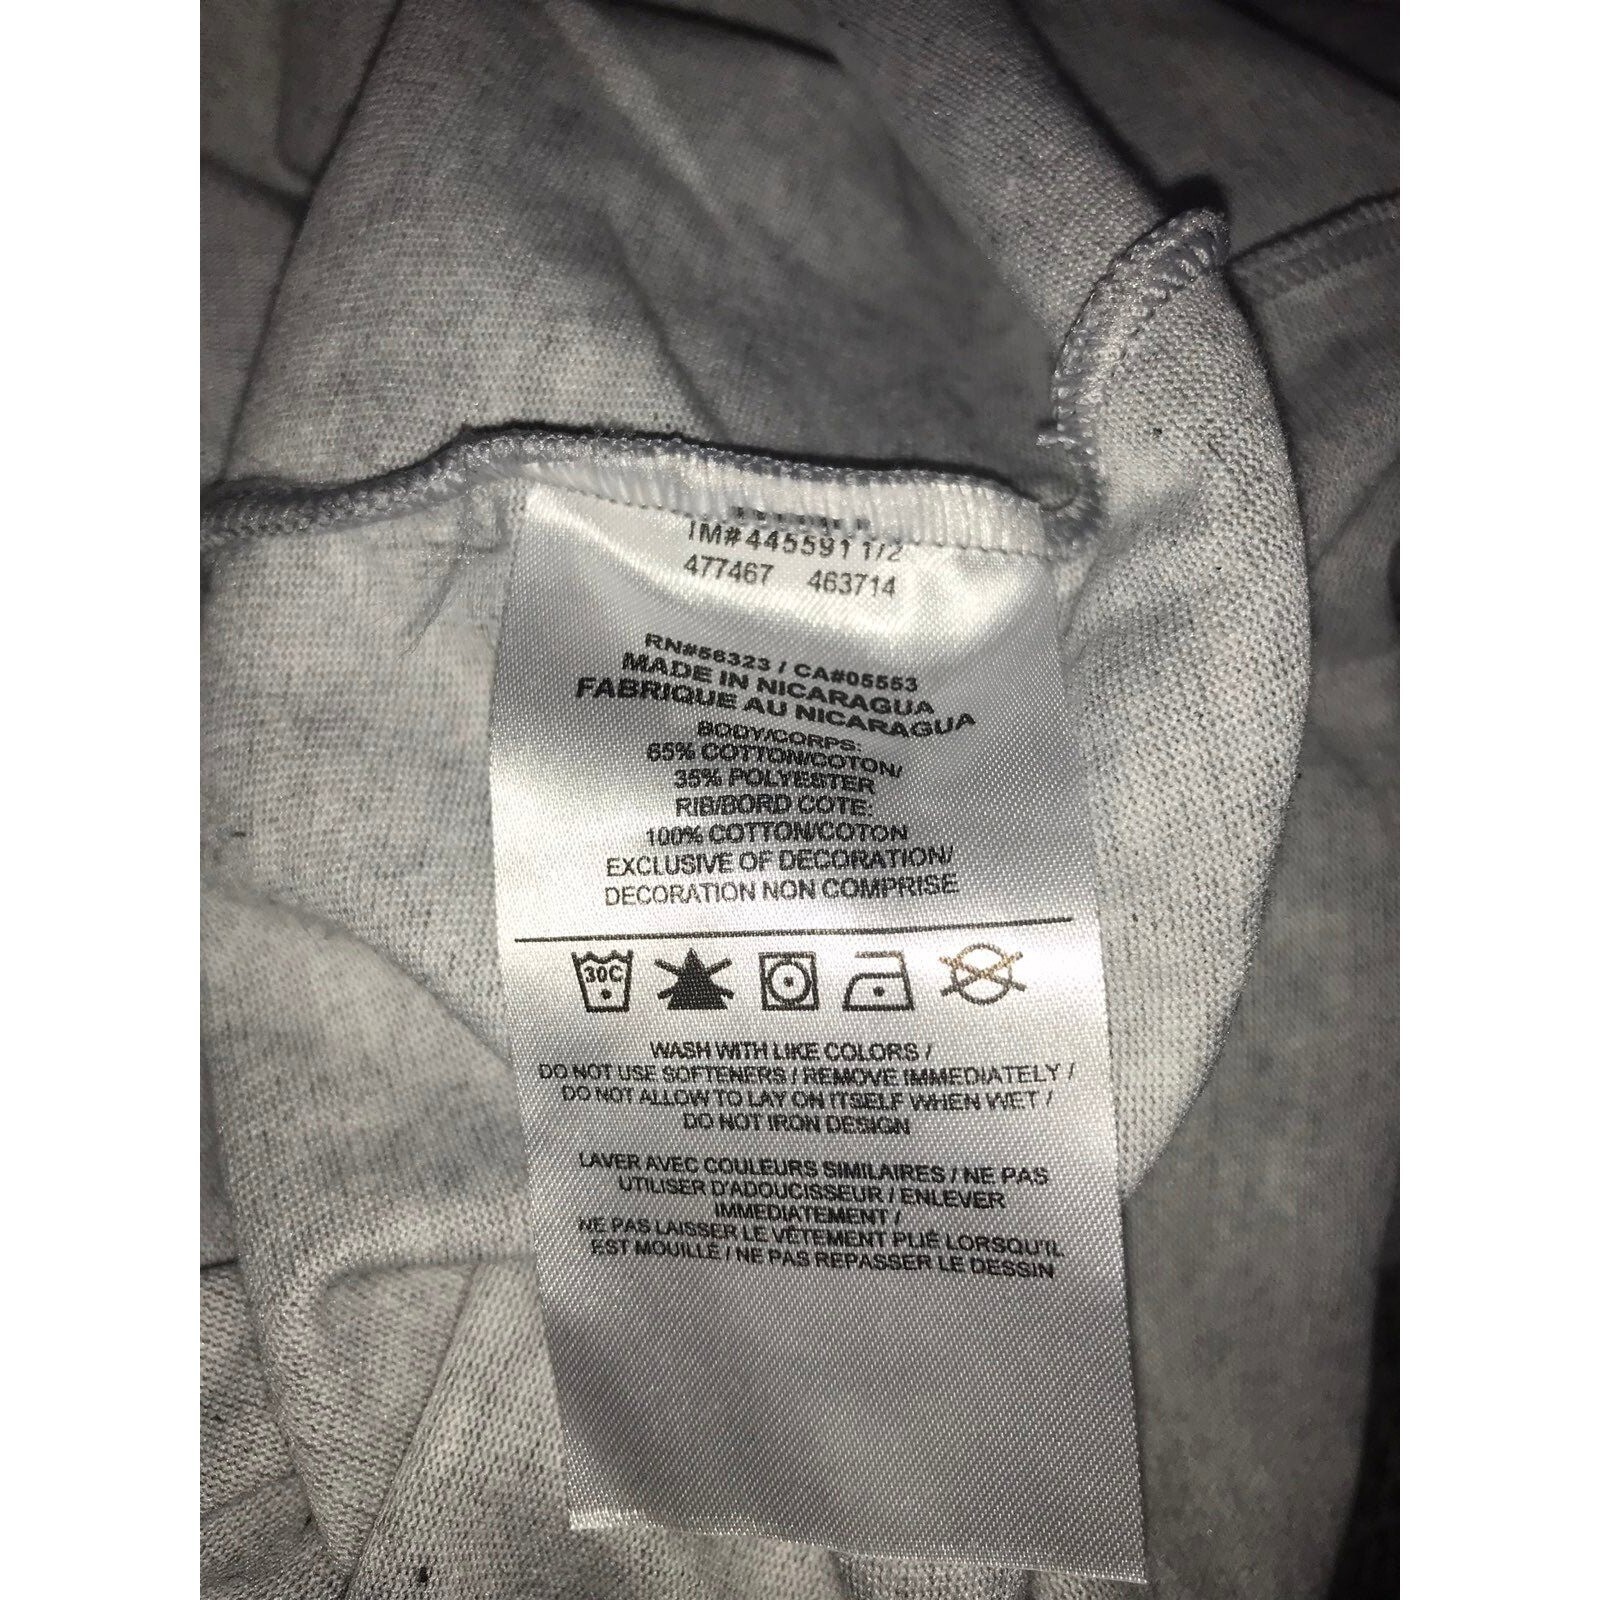 IM#445591 1/2
477467 463714
RN#56323 / CA#05553
MADE IN NICARAGUA
FABRIQUE AU NICARAGUA
BODY/CORPS:
65% COTTON/COTON/
35% POLYESTER
RIB/BORD COTE:
100% COTTON/COTON
EXCLUSIVE OF DECORATION/
DECORATION NON COMPRISE
30C
WASH WITH LIKE COLORS /
DO NOT USE SOFTENERS / REMOVE IMMEDIATELY /
DO NOT ALLOW TO LAY ON ITSELF WHEN WET /
DO NOT IRON DESIGN
LAVER AVEC COULEURS SIMILAIRES / NE PAS
UTILISER D'ADOUCISSEUR / ENLEVER
IMMEDIATEMENT /
NE PAS LAISSER LE VÊTEMENT PLIÉ LORSQU'IL
EST MOUILLÉ / NE PAS REPASSER LE DESSIN